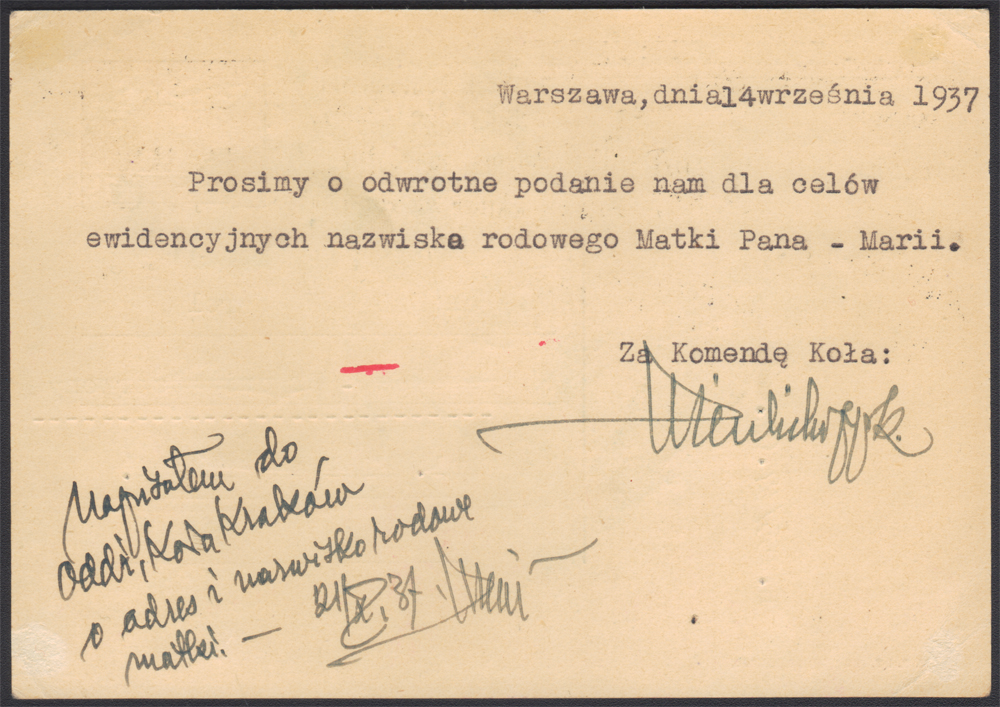 Warszawa,dnia14września 1937
Prosimy o odwrotne podanie nam dla celów
ewidencyjnych nazwiska rodowego Matki Pana - Marii.
Za Komendę Koła:
Napisałem do
Oddz, Koła Kraków
o adres i nazwisko rodowe
matki. —